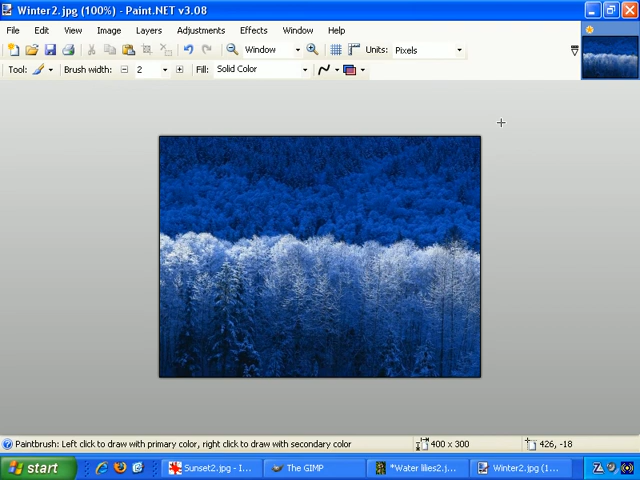 Winter2.jpg (100%) - Paint.NET v3.08
File Edit View Image Layers Adjustments Effects Window Help
Window Units: Pixels
Tool: Brush width: 2 Fill: Solid Color
Paintbrush: Left click to draw with primary color, right click to draw with secondary color 400 x 300 426, -18
start Sunset2.jpg - I... The GIMP *Water lilies2.j... Winter2.jpg (1...